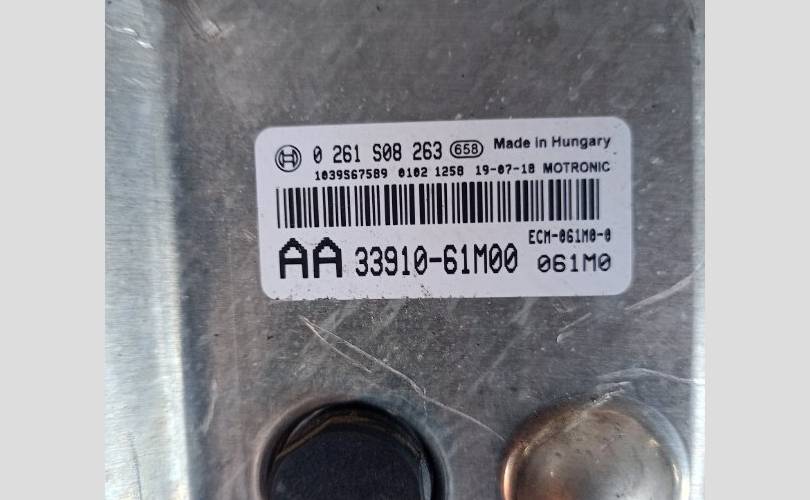 0 261 S08 263 658 Made in Hungary
1039S67589 0102 1258 19-07-18 MOTRONIC
ECM-061M0-0
AA 33910-61M00 061M0